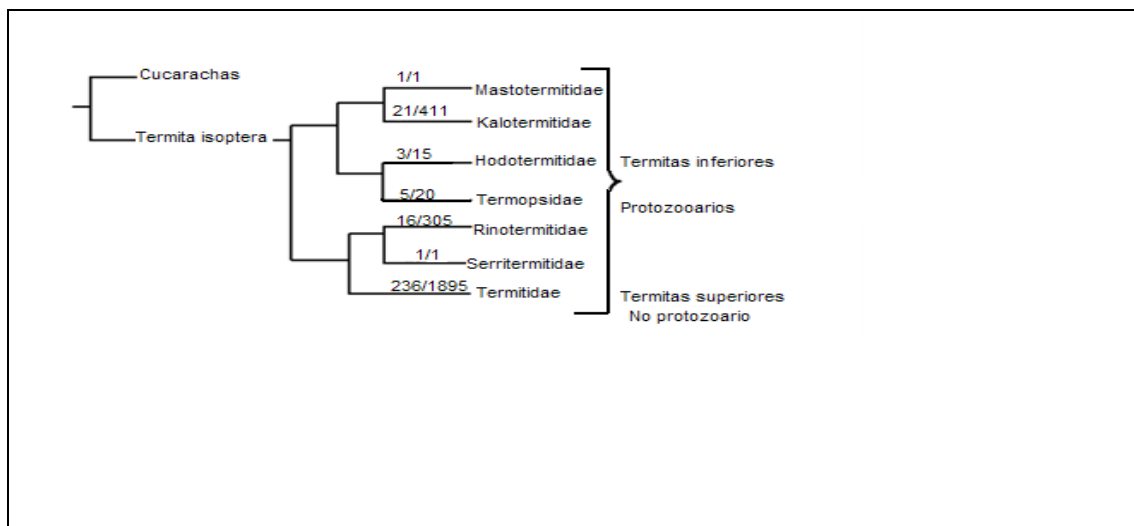 Cucarachas
1/1
Mastotermitidae
21/411
Kalotermitidae
Termita isoptera
3/15
Hodotermitidae
Termitas inferiores
5/20
Termopsidae
Protozooarios
16/305
Rinotermitidae
1/1
Serritermitidae
236/1895
Termitidae
Termitas superiores
No protozoario